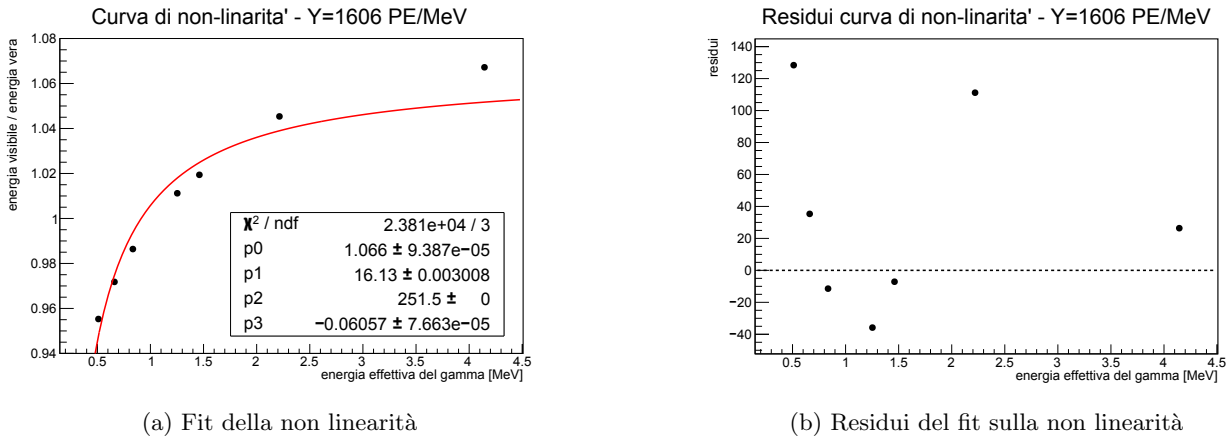 Curva di non-linarita' - Y=1606 PE/MeV
energia visibile / energia vera
1.08
1.06
1.04
1.02
1
0.98
0.96
0.94
χ² / ndf 2.381e+04 / 3
p0 1.066 ± 9.387e−05
p1 16.13 ± 0.003008
p2 251.5 ± 0
p3 −0.06057 ± 7.663e−05
0.5 1 1.5 2 2.5 3 3.5 4 4.5
energia effettiva del gamma [MeV]
(a) Fit della non linearità
Residui curva di non-linarita' - Y=1606 PE/MeV
residui
140
120
100
80
60
40
20
0
−20
−40
0.5 1 1.5 2 2.5 3 3.5 4 4.5
energia effettiva del gamma [MeV]
(b) Residui del fit sulla non linearità